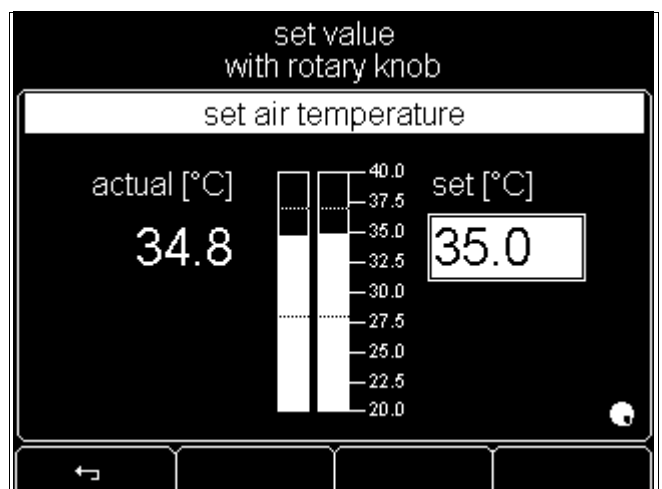 set value
with rotary knob
set air temperature
actual [°C]
34.8
40.0
37.5
35.0
32.5
30.0
27.5
25.0
22.5
20.0
set [°C]
35.0